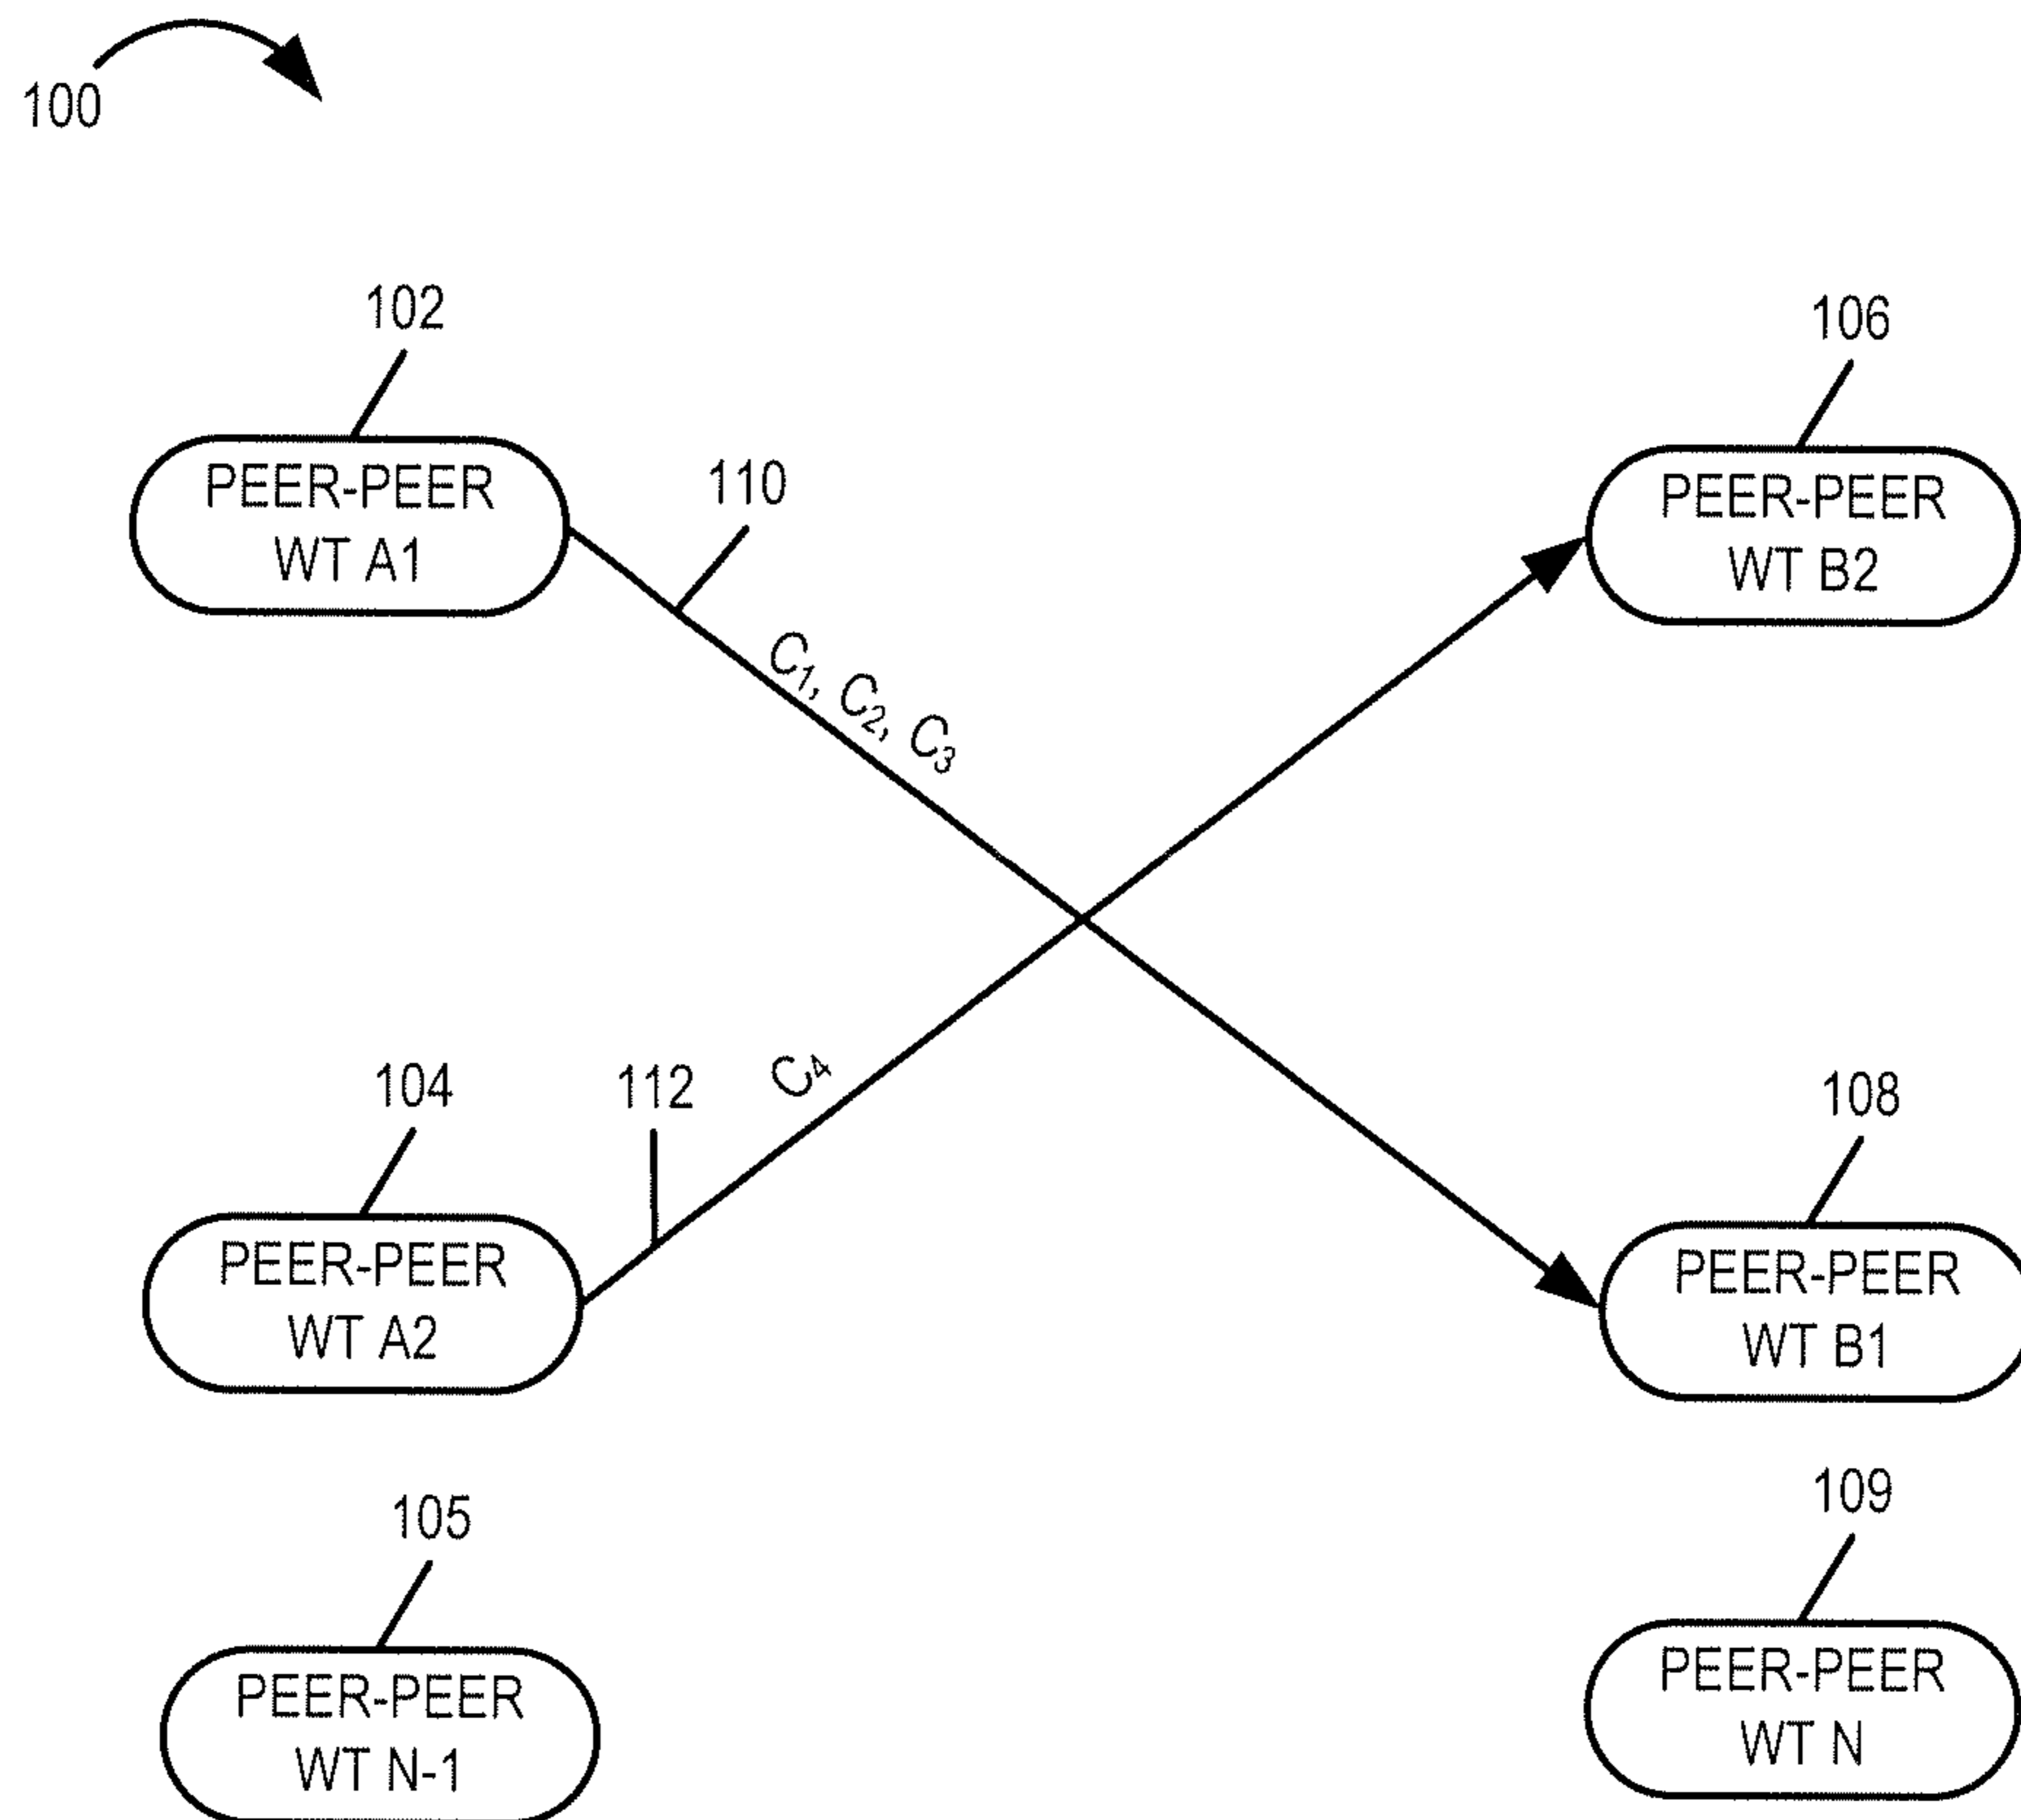 100
102
106
PEER-PEER
WT A1
110
PEER-PEER
WT B2
C1, C2, C3
104
112
C4
108
PEER-PEER
WT A2
PEER-PEER
WT B1
105
109
PEER-PEER
WT N-1
PEER-PEER
WT N